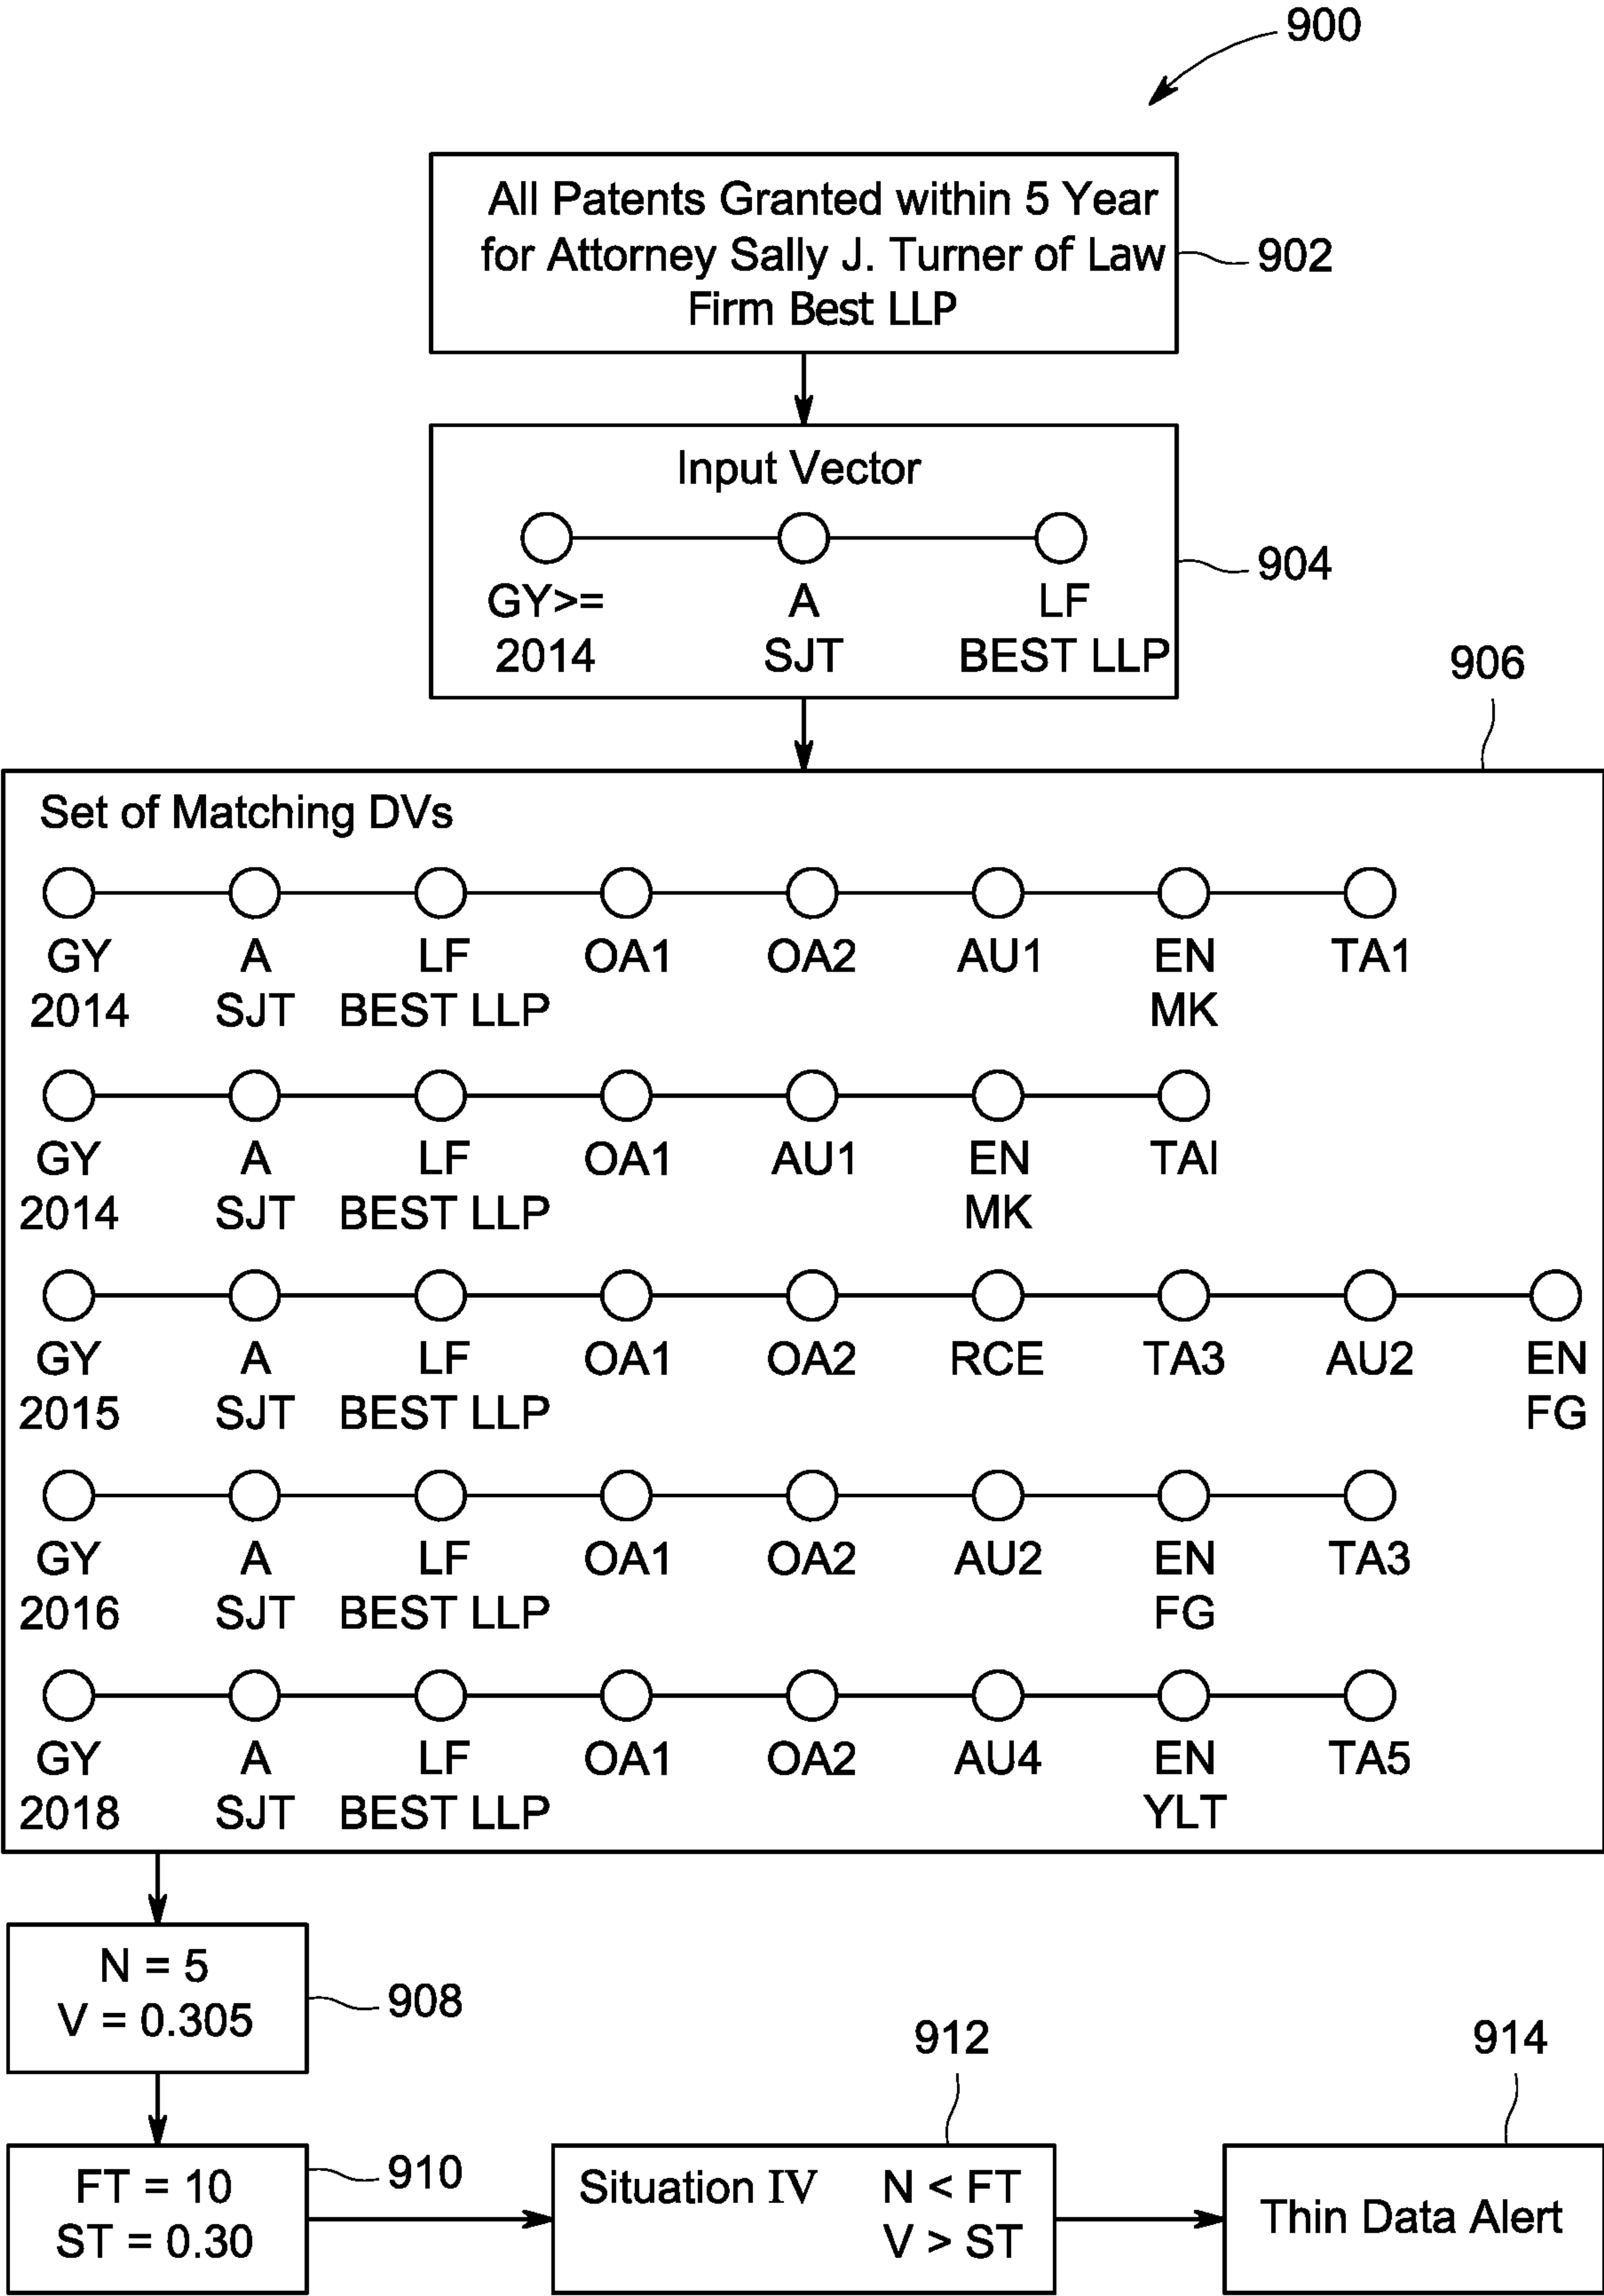 900
All Patents Granted within 5 Year
for Attorney Sally J. Turner of Law
Firm Best LLP
902
Input Vector
GY>= A LF
2014 SJT BEST LLP
904
906
Set of Matching DVs
GY A LF OA1 OA2 AU1 EN TA1
2014 SJT BEST LLP MK
GY A LF OA1 AU1 EN TAI
2014 SJT BEST LLP MK
GY A LF OA1 OA2 RCE TA3 AU2 EN
2015 SJT BEST LLP FG
GY A LF OA1 OA2 AU2 EN TA3
2016 SJT BEST LLP FG
GY A LF OA1 OA2 AU4 EN TA5
2018 SJT BEST LLP YLT
N = 5
V = 0.305
908
FT = 10
ST = 0.30
910
912
Situation IV N < FT
V > ST
914
Thin Data Alert